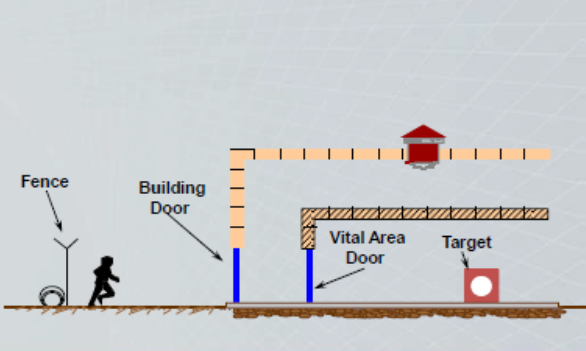 Fence
Building
Door
Vital Area
Door
Target